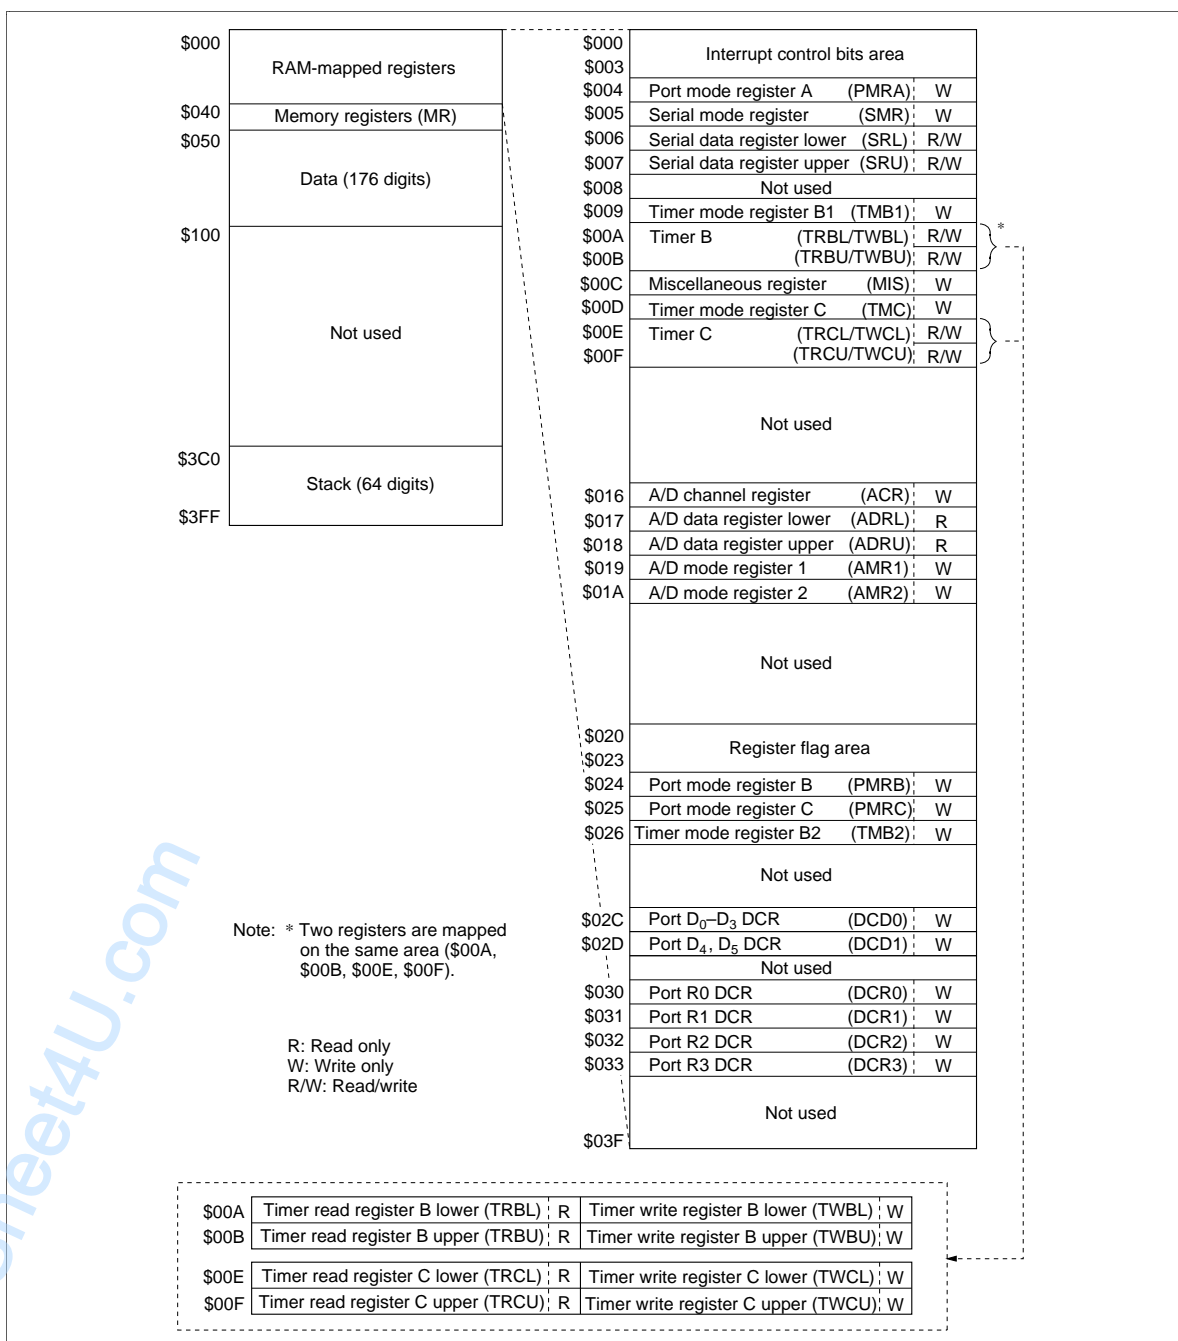 $000
RAM-mapped registers
$040
Memory registers (MR)
$050
Data (176 digits)
$100
Not used
$3C0
Stack (64 digits)
$3FF
$000
Interrupt control bits area
$003
$004 Port mode register A (PMRA) W
$005 Serial mode register (SMR) W
$006 Serial data register lower (SRL) R/W
$007 Serial data register upper (SRU) R/W
$008 Not used
$009 Timer mode register B1 (TMB1) W
$00A Timer B (TRBL/TWBL) R/W *
$00B (TRBU/TWBU) R/W
$00C Miscellaneous register (MIS) W
$00D Timer mode register C (TMC) W
$00E Timer C (TRCL/TWCL) R/W
$00F (TRCU/TWCU) R/W
Not used
$016 A/D channel register (ACR) W
$017 A/D data register lower (ADRL) R
$018 A/D data register upper (ADRU) R
$019 A/D mode register 1 (AMR1) W
$01A A/D mode register 2 (AMR2) W
Not used
$020
Register flag area
$023
$024 Port mode register B (PMRB) W
$025 Port mode register C (PMRC) W
$026 Timer mode register B2 (TMB2) W
Not used
$02C Port D0–D3 DCR (DCD0) W
$02D Port D4, D5 DCR (DCD1) W
Not used
$030 Port R0 DCR (DCR0) W
$031 Port R1 DCR (DCR1) W
$032 Port R2 DCR (DCR2) W
$033 Port R3 DCR (DCR3) W
Not used
$03F
Note: * Two registers are mapped
on the same area ($00A,
$00B, $00E, $00F).
R: Read only
W: Write only
R/W: Read/write
$00A Timer read register B lower (TRBL) R Timer write register B lower (TWBL) W
$00B Timer read register B upper (TRBU) R Timer write register B upper (TWBU) W
$00E Timer read register C lower (TRCL) R Timer write register C lower (TWCL) W
$00F Timer read register C upper (TRCU) R Timer write register C upper (TWCU) W